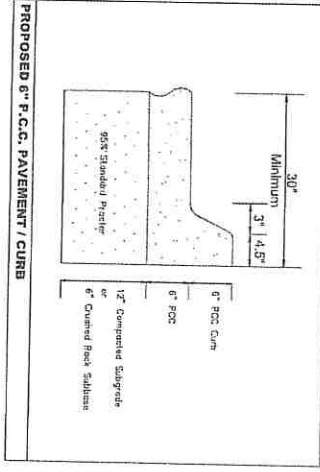 30"
Minimum
3"
4.5"
6" PCC Curb
6" PCC
95% Standard Proctor
12" Compacted Subgrade
or
6" Crushed Rock Subbase
PROPOSED 6" P.C.C. PAVEMENT / CURB